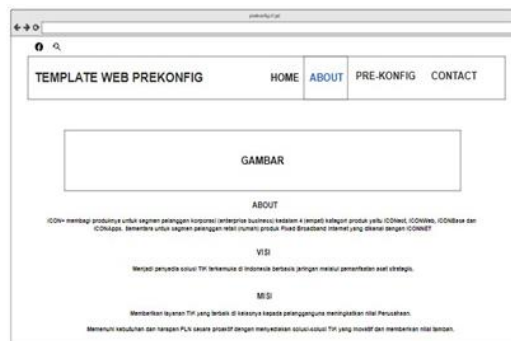 TEMPLATE WEB PREKONFIG
HOME
ABOUT
PRE-KONFIG
CONTACT
GAMBAR
ABOUT
ICON+ membagi produknya untuk segmen pelanggan korporasi (enterprise business) kedalam 4 (empat) kategori produk yaitu ICONect, ICONWeb, ICONBase dan
ICONApps. Sementara untuk segmen pelanggan retail (rumah) produk Fixed Broadband Internet yang dikenal dengan ICONNET
VISI
Menjadi penyedia solusi TIK terkemuka di Indonesia berbasis jaringan melalui pemanfaatan aset strategis.
MISI
Memberikan layanan TIK yang terbaik di kelasnya kepada pelanggan guna meningkatkan nilai Perusahaan.
Memenuhi kebutuhan dan harapan PLN secara proaktif dengan menyediakan solusi-solusi TIK yang inovatif dan memberikan nilai tambah.